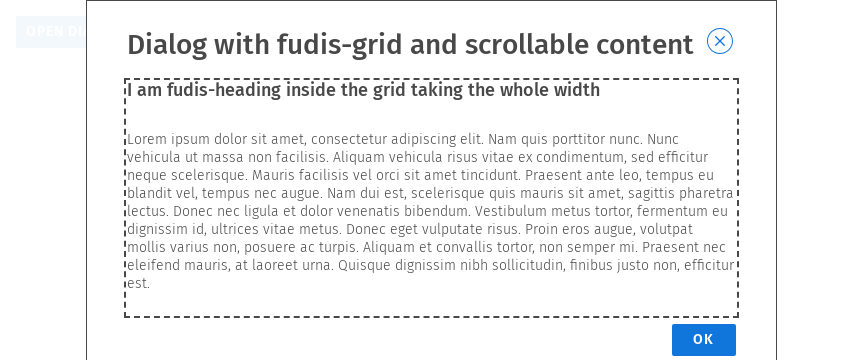 OPEN DI
Dialog with fudis-grid and scrollable content
I am fudis-heading inside the grid taking the whole width
Lorem ipsum dolor sit amet, consectetur adipiscing elit. Nam quis porttitor nunc. Nunc
vehicula ut massa non facilisis. Aliquam vehicula risus vitae ex condimentum, sed efficitur
neque scelerisque. Mauris facilisis vel orci sit amet tincidunt. Praesent ante leo, tempus eu
blandit vel, tempus nec augue. Nam dui est, scelerisque quis mauris sit amet, sagittis pharetra
lectus. Donec nec ligula et dolor venenatis bibendum. Vestibulum metus tortor, fermentum eu
dignissim id, ultrices vitae metus. Donec eget vulputate risus. Proin eros augue, volutpat
mollis varius non, posuere ac turpis. Aliquam et convallis tortor, non semper mi. Praesent nec
eleifend mauris, at laoreet urna. Quisque dignissim nibh sollicitudin, finibus justo non, efficitur
est.
OK